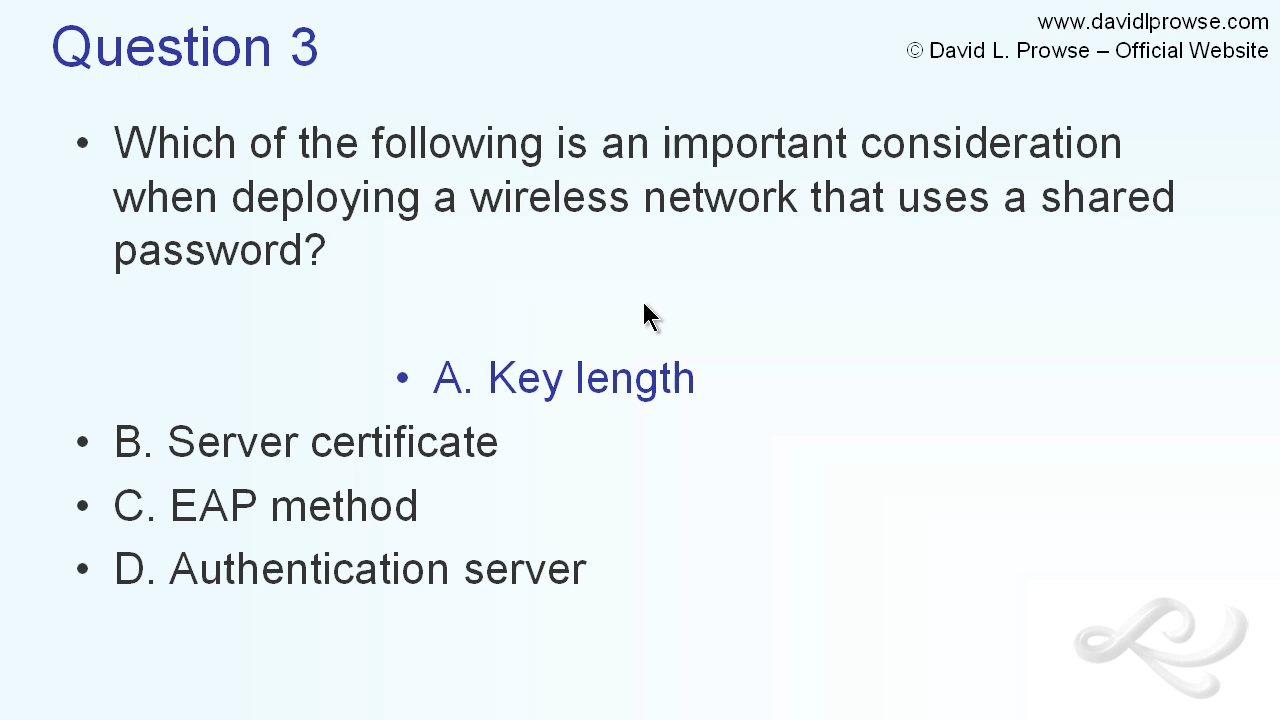 Question 3
www.davidlprowse.com
© David L. Prowse – Official Website
• Which of the following is an important consideration
when deploying a wireless network that uses a shared
password?
• A. Key length
• B. Server certificate
• C. EAP method
• D. Authentication server